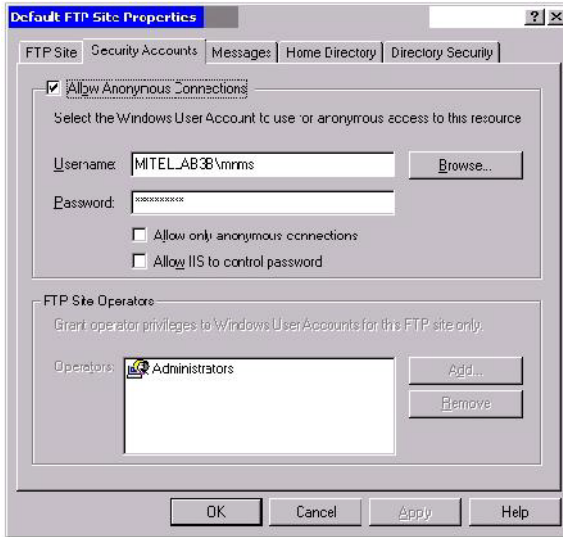 Default FTP Site Properties
? ×
FTP Site Security Accounts Messages Home Directory Directory Security
Allow Anonymous Connections
Select the Windows User Account to use for anonymous access to this resource
Username: MITEL_AB3B\mnms Browse...
Password: xxxxxxxxx
Allow only anonymous connections
Allow IIS to control password
FTP Site Operators
Grant operator privileges to Windows User Accounts for this FTP site only.
Operators: Administrators Add...
Remove
OK Cancel Apply Help